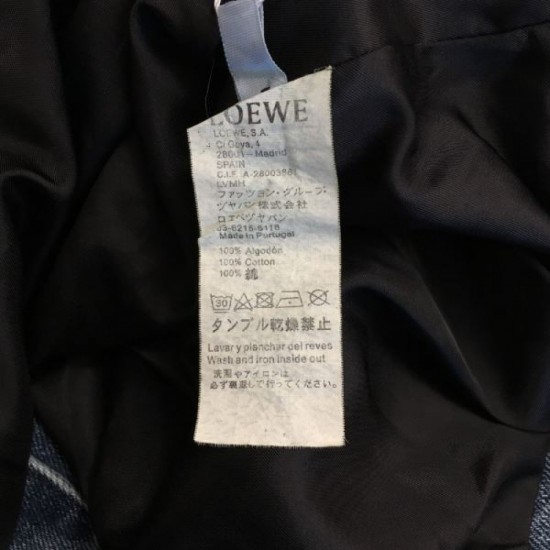 LOEWE
LOEWE, S.A.
C/ Goya, 4
28001 - Madrid
SPAIN
C.I.F. A-28003861
LVMH
ファッション・グループ・
ジャパン株式会社
ロエベジャパン
03-6215-6116
Made in Portugal
100% Algodón
100% Cotton
100% 綿
30
タンブル乾燥禁止
Lavar y planchar del reves
Wash and iron inside out
洗濯やアイロンは
必ず裏返して行ってください。